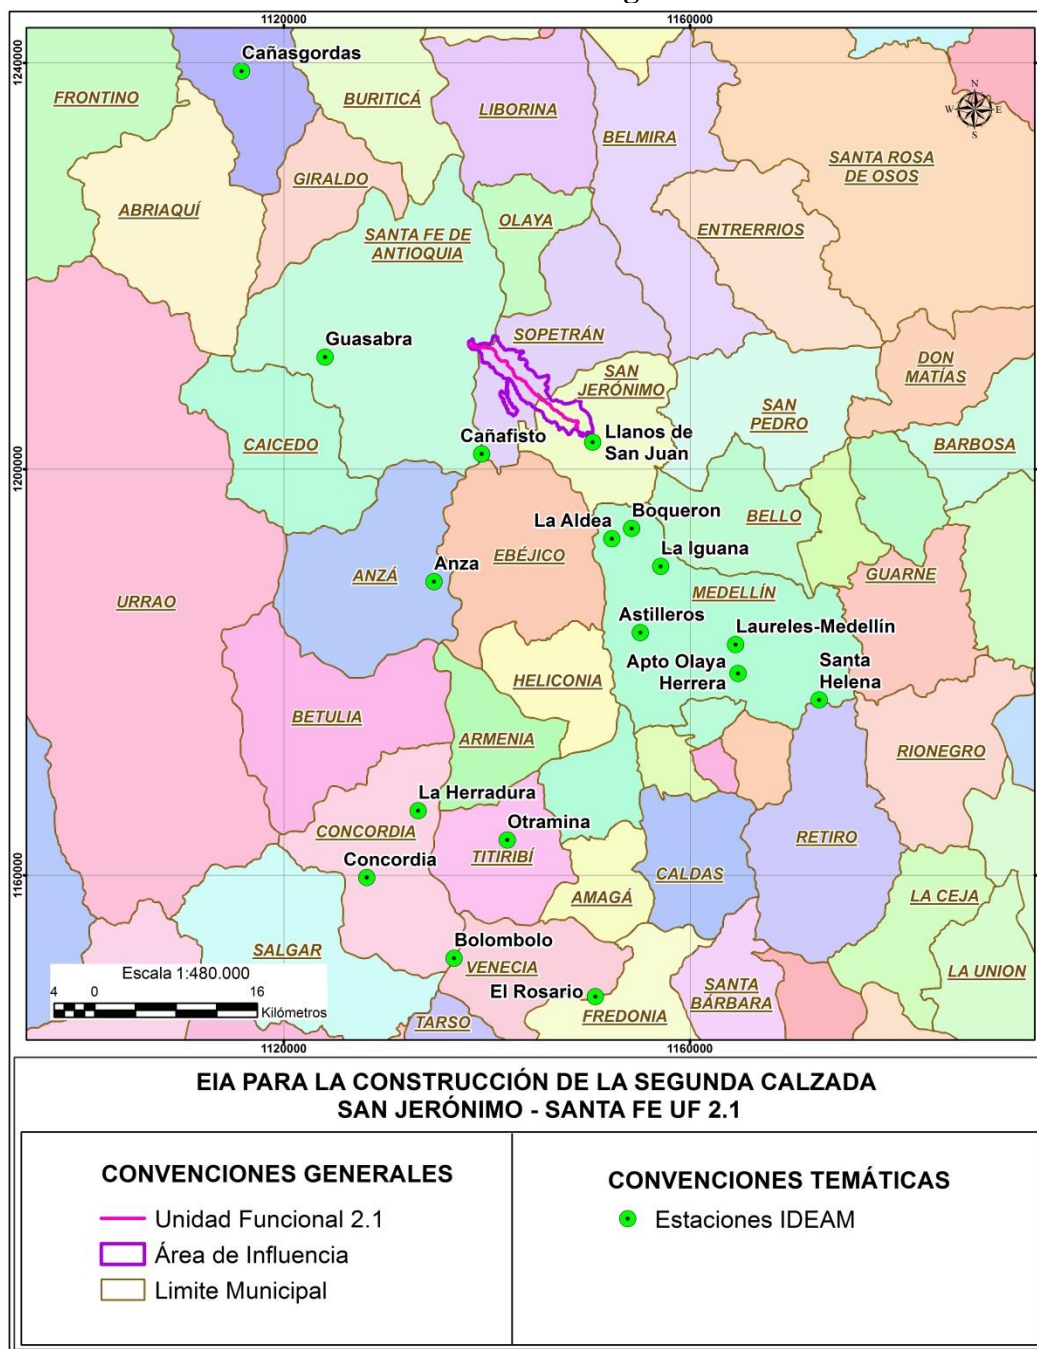 1120000
1160000
1240000
Cañasgordas
FRONTINO
BURITICÁ
LIBORINA
BELMIRA
N
W
E
S
SANTA ROSA
DE OSOS
GIRALDO
ABRIAQUÍ
OLAYA
ENTRERRIOS
SANTA FE DE
ANTIOQUIA
Guasabra
SOPETRÁN
SAN
JERÓNIMO
DON
MATÍAS
SAN
PEDRO
CAICEDO
Cañafisto
Llanos de
San Juan
BARBOSA
1200000
1200000
La Aldea
Boqueron
BELLO
EBÉJICO
La Iguana
GUARNE
ANZÁ
Anza
URRAO
MEDELLÍN
Astilleros
Laureles-Medellín
Apto Olaya
Herrera
Santa
Helena
HELICONIA
BETULIA
ARMENIA
RIONEGRO
La Herradura
CONCORDIA
Otramina
TITIRIBÍ
RETIRO
Concordia
CALDAS
1160000
1160000
AMAGÁ
LA CEJA
SALGAR
Bolombolo
VENECIA
LA UNION
El Rosario
SANTA
BÁRBARA
FREDONIA
TARSO
Escala 1:480.000
4 0 16
Kilómetros
1120000
1160000
EIA PARA LA CONSTRUCCIÓN DE LA SEGUNDA CALZADA
SAN JERÓNIMO - SANTA FE UF 2.1
CONVENCIONES GENERALES
Unidad Funcional 2.1
Área de Influencia
Limite Municipal
CONVENCIONES TEMÁTICAS
Estaciones IDEAM